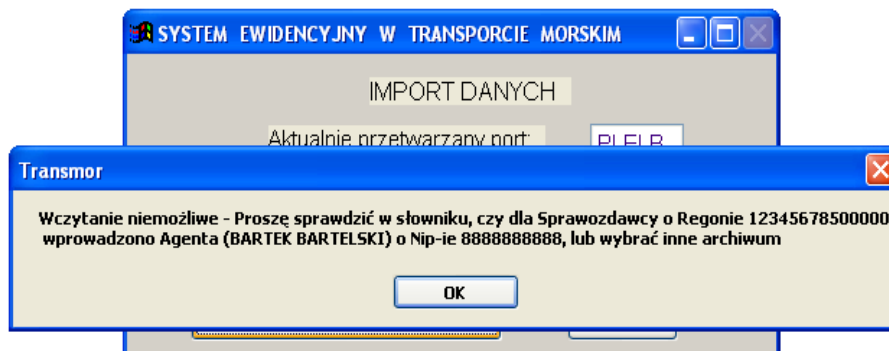 SYSTEM EWIDENCYJNY W TRANSPORCIE MORSKIM
IMPORT DANYCH
Aktualnie przetwarzany port: PLELB
Transmor
Wczytanie niemożliwe - Proszę sprawdzić w słowniku, czy dla Sprawozdawcy o Regonie 12345678500000
wprowadzono Agenta (BARTEK BARTELSKI) o Nip-ie 8888888888, lub wybrać inne archiwum
OK